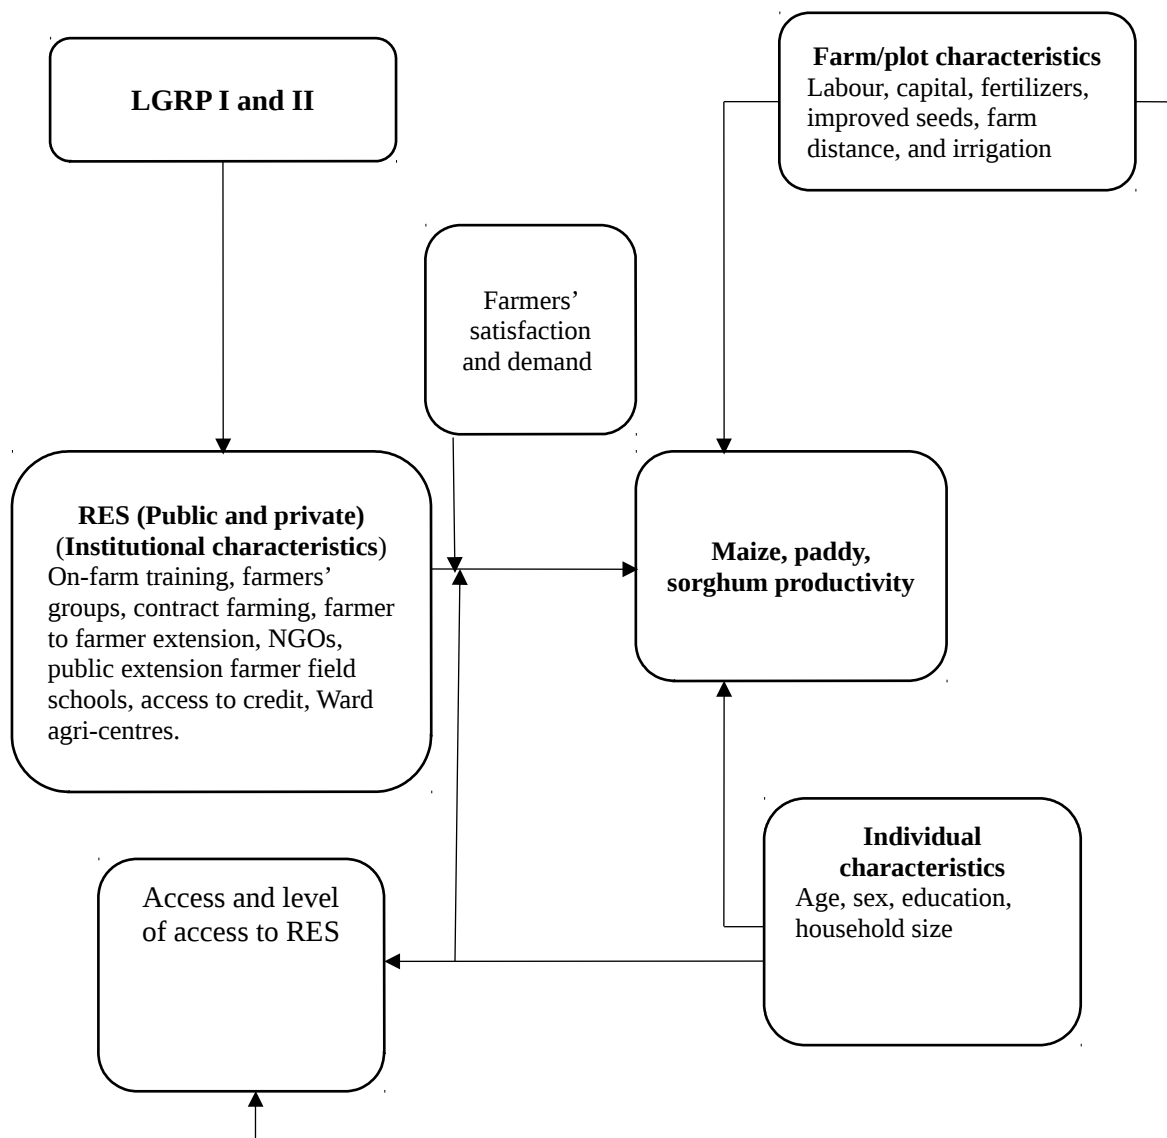 LGRP I and II
Farm/plot characteristics
Labour, capital, fertilizers,
improved seeds, farm
distance, and irrigation
Farmers’
satisfaction
and demand
RES (Public and private)
(Institutional characteristics)
On-farm training, farmers’
groups, contract farming, farmer
to farmer extension, NGOs,
public extension farmer field
schools, access to credit, Ward
agri-centres.
Maize, paddy,
sorghum productivity
Individual
characteristics
Age, sex, education,
household size
Access and level
of access to RES